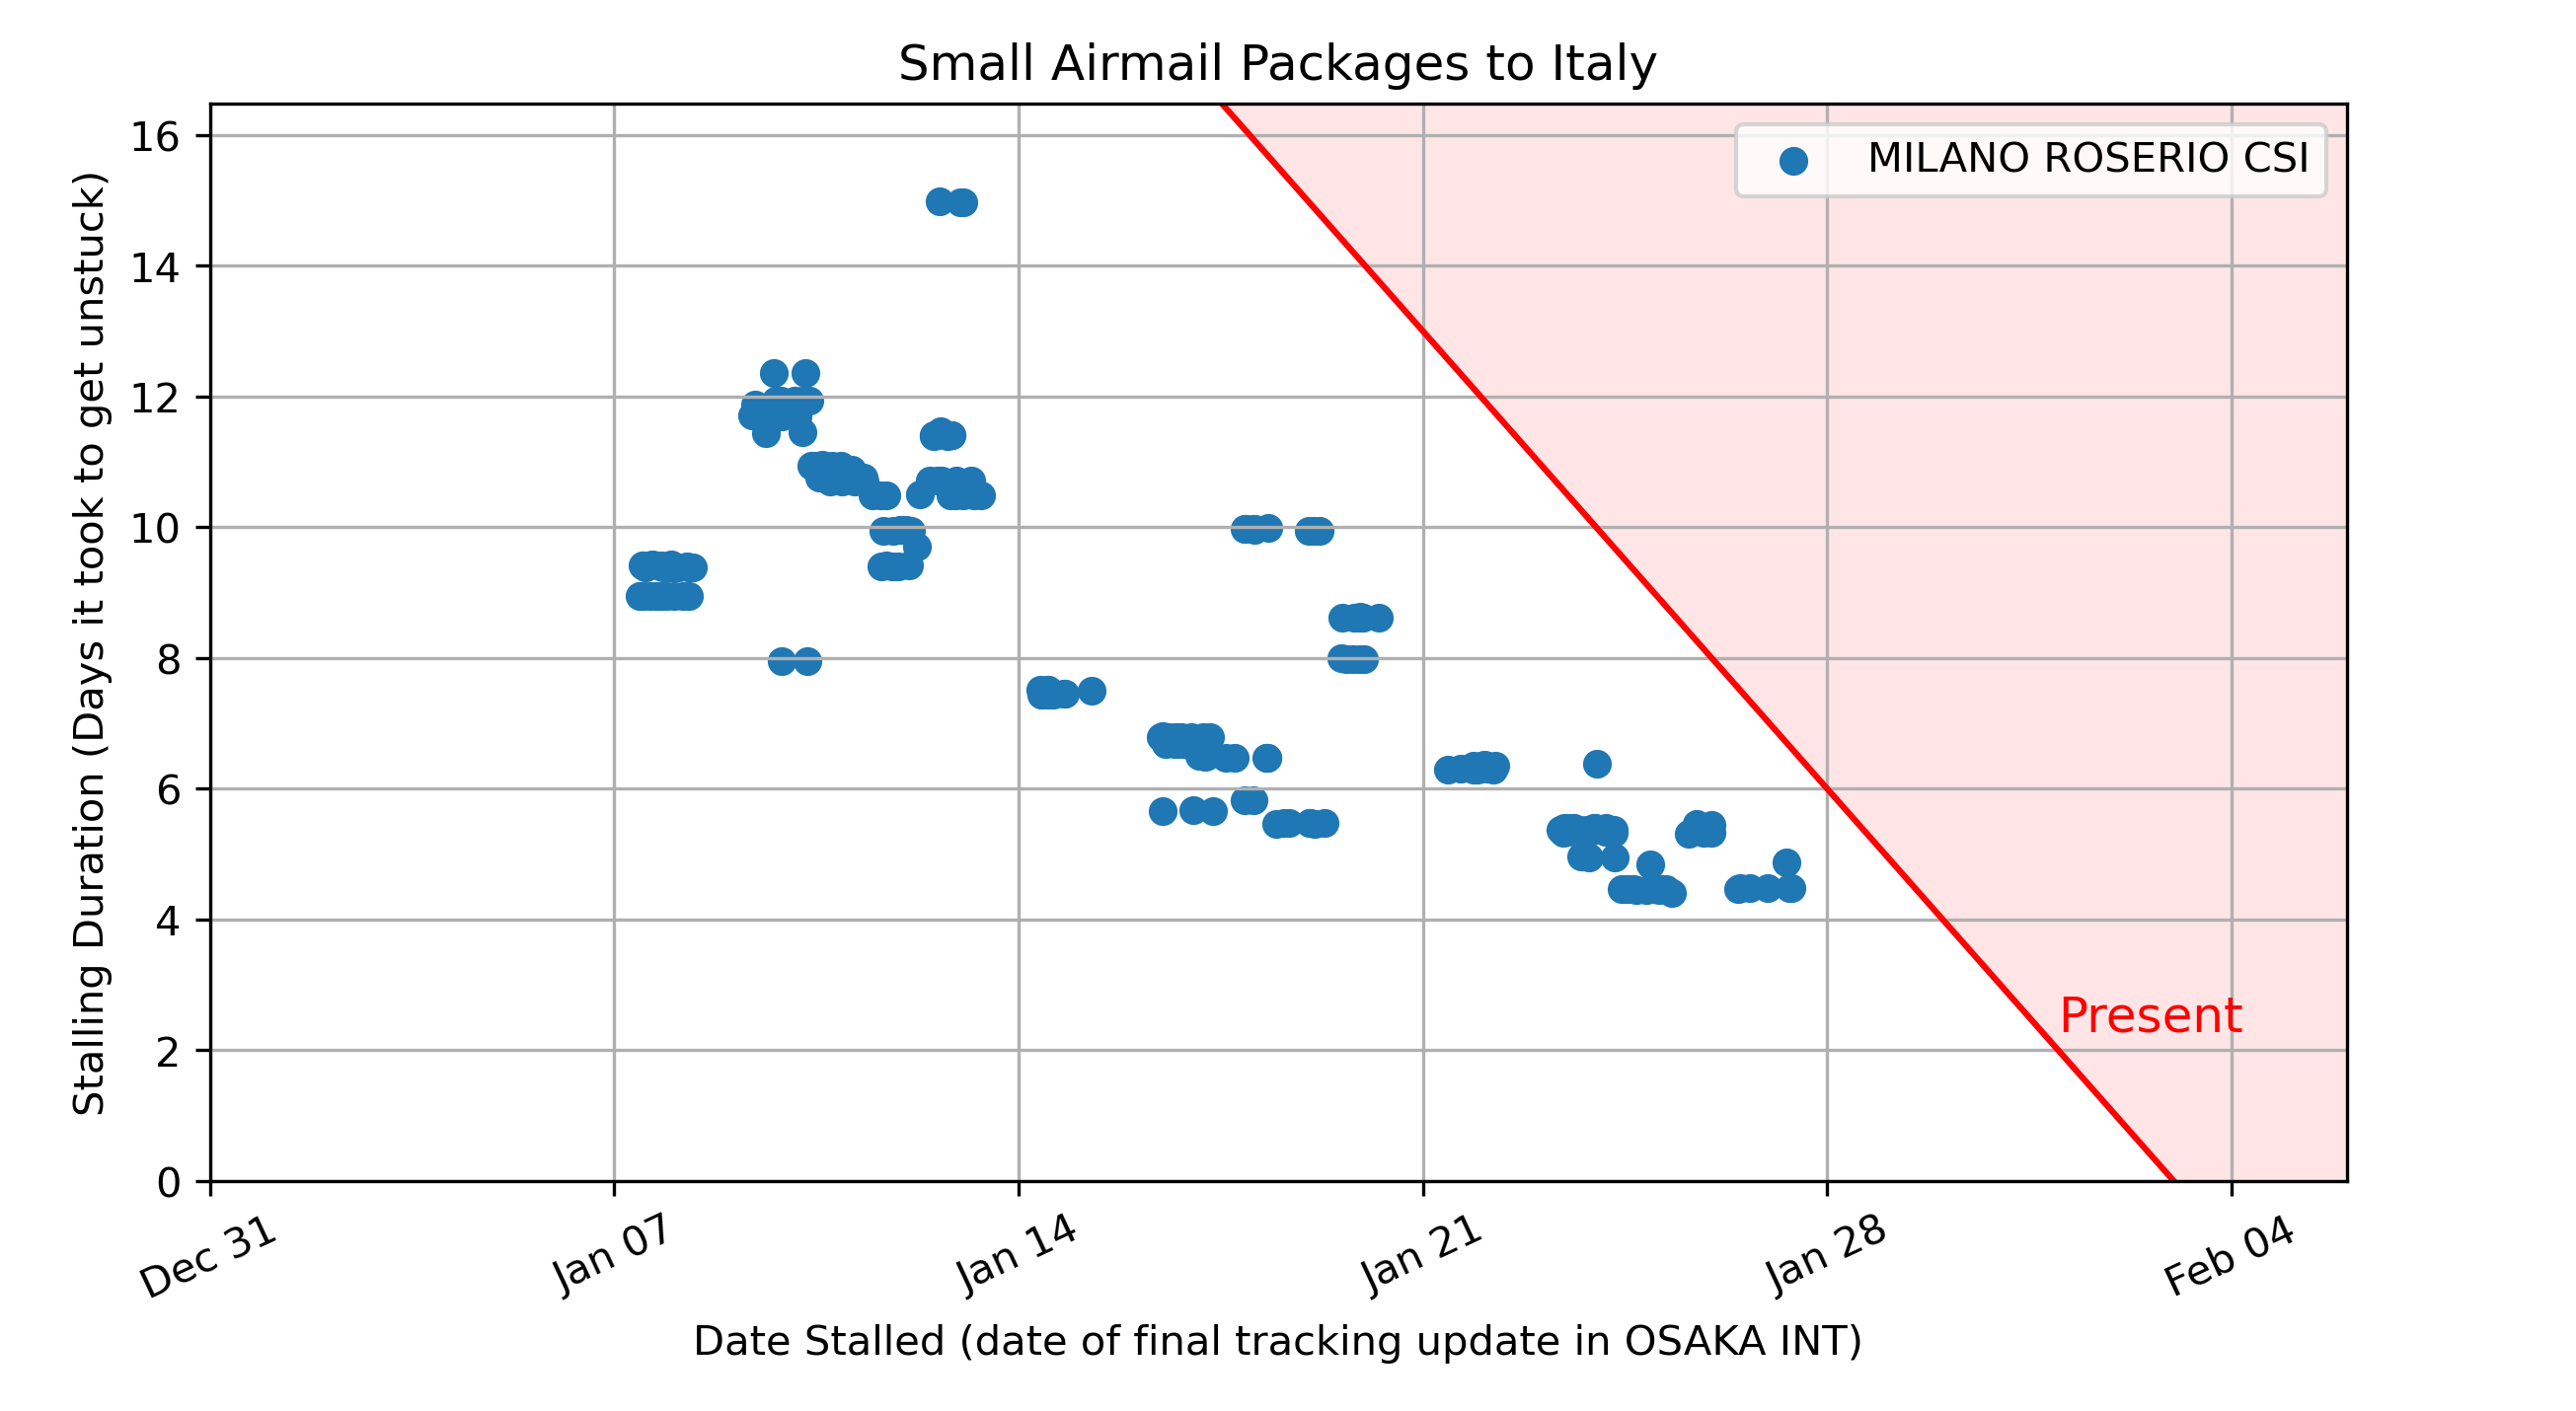 Small Airmail Packages to Italy
MILANO ROSERIO CSI
Stalling Duration (Days it took to get unstuck)
16
14
12
10
8
6
4
2
0
Present
Dec 31
Jan 07
Jan 14
Jan 21
Jan 28
Feb 04
Date Stalled (date of final tracking update in OSAKA INT)